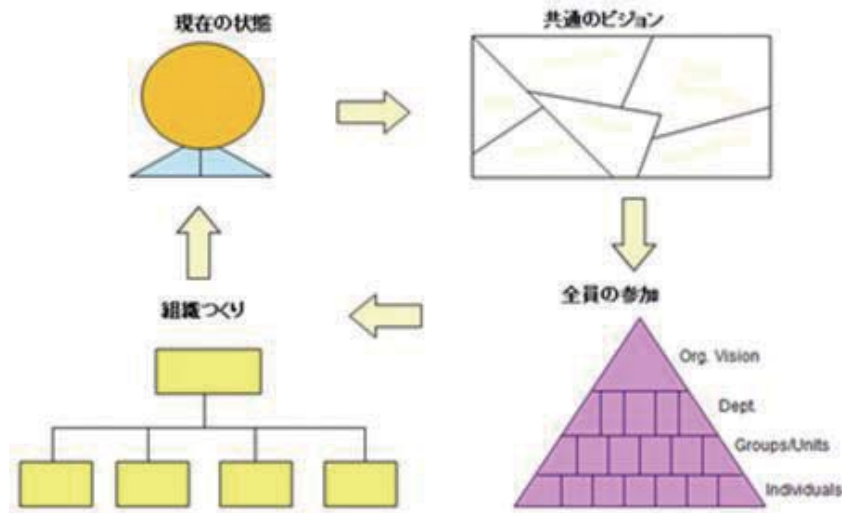 現在の状態
共通のビジョン
全員の参加
Org. Vision
Dept.
Groups/Units
Individuals
組織つくり